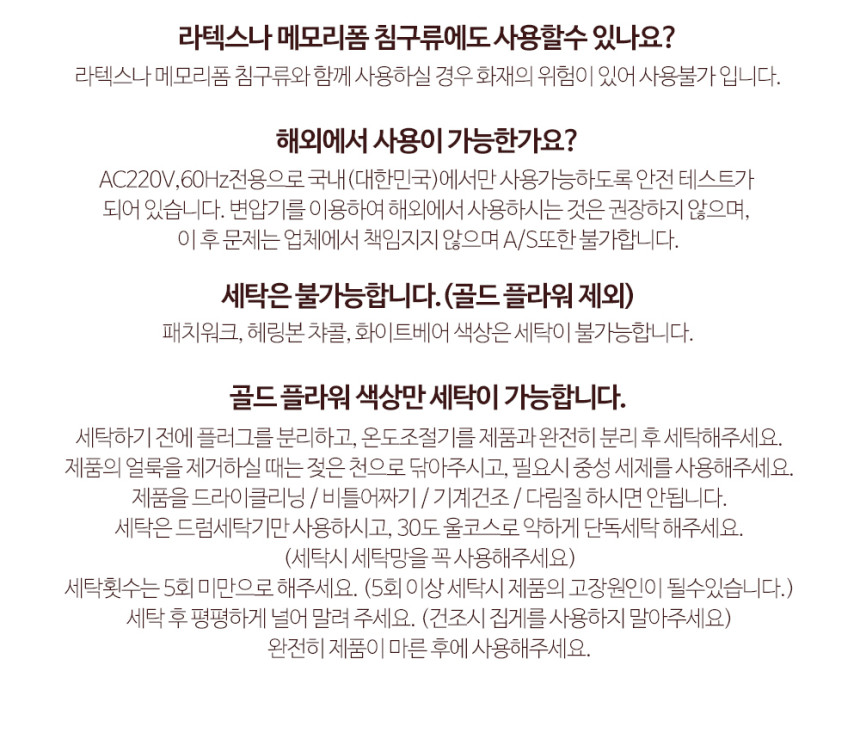 라텍스나 메모리폼 침구류에도 사용할수 있나요?
라텍스나 메모리폼 침구류와 함께 사용하실 경우 화재의 위험이 있어 사용불가 입니다.
해외에서 사용이 가능한가요?
AC220V,60Hz전용으로 국내(대한민국)에서만 사용가능하도록 안전 테스트가
되어 있습니다. 변압기를 이용하여 해외에서 사용하시는 것은 권장하지 않으며,
이 후 문제는 업체에서 책임지지 않으며 A/S또한 불가합니다.
세탁은 불가능합니다.(골드 플라워 제외)
패치워크, 헤링본 챠콜, 화이트베어 색상은 세탁이 불가능합니다.
골드 플라워 색상만 세탁이 가능합니다.
세탁하기 전에 플러그를 분리하고, 온도조절기를 제품과 완전히 분리 후 세탁해주세요.
제품의 얼룩을 제거하실 때는 젖은 천으로 닦아주시고, 필요시 중성 세제를 사용해주세요.
제품을 드라이클리닝 / 비틀어짜기 / 기계건조 / 다림질 하시면 안됩니다.
세탁은 드럼세탁기만 사용하시고, 30도 울코스로 약하게 단독세탁 해주세요.
(세탁시 세탁망을 꼭 사용해주세요)
세탁횟수는 5회 미만으로 해주세요. (5회 이상 세탁시 제품의 고장원인이 될수있습니다.)
세탁 후 평평하게 널어 말려 주세요. (건조시 집게를 사용하지 말아주세요)
완전히 제품이 마른 후에 사용해주세요.